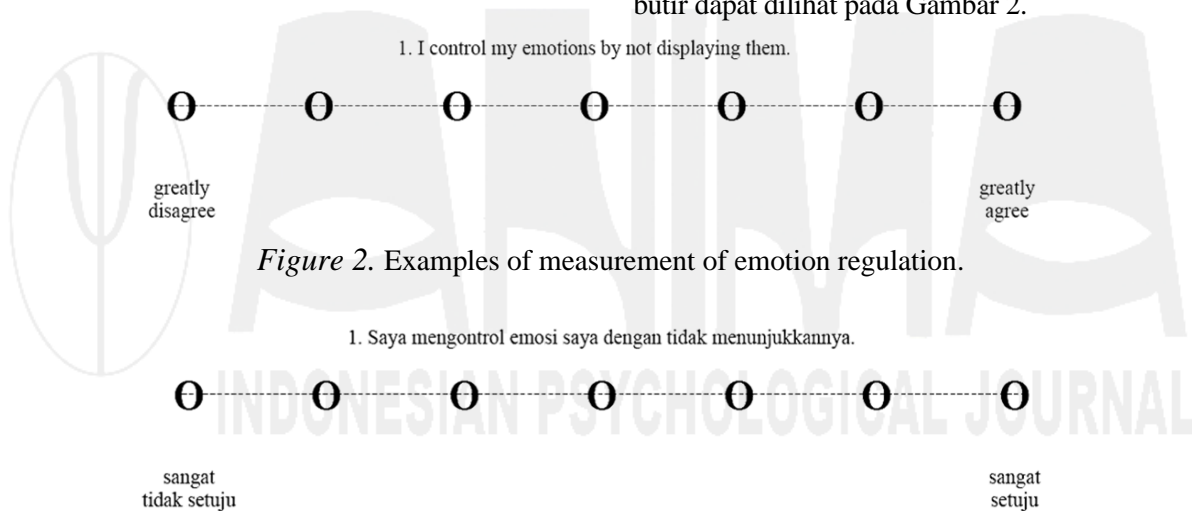 butir dapat dilihat pada Gambar 2.
1. I control my emotions by not displaying them.
O O O O O O O
greatly disagree
greatly agree
Figure 2. Examples of measurement of emotion regulation.
1. Saya mengontrol emosi saya dengan tidak menunjukkannya.
INDONESIAN PSYCHOLOGICAL JOURNAL
O O O O O O O
sangat tidak setuju
sangat setuju
ANIMA